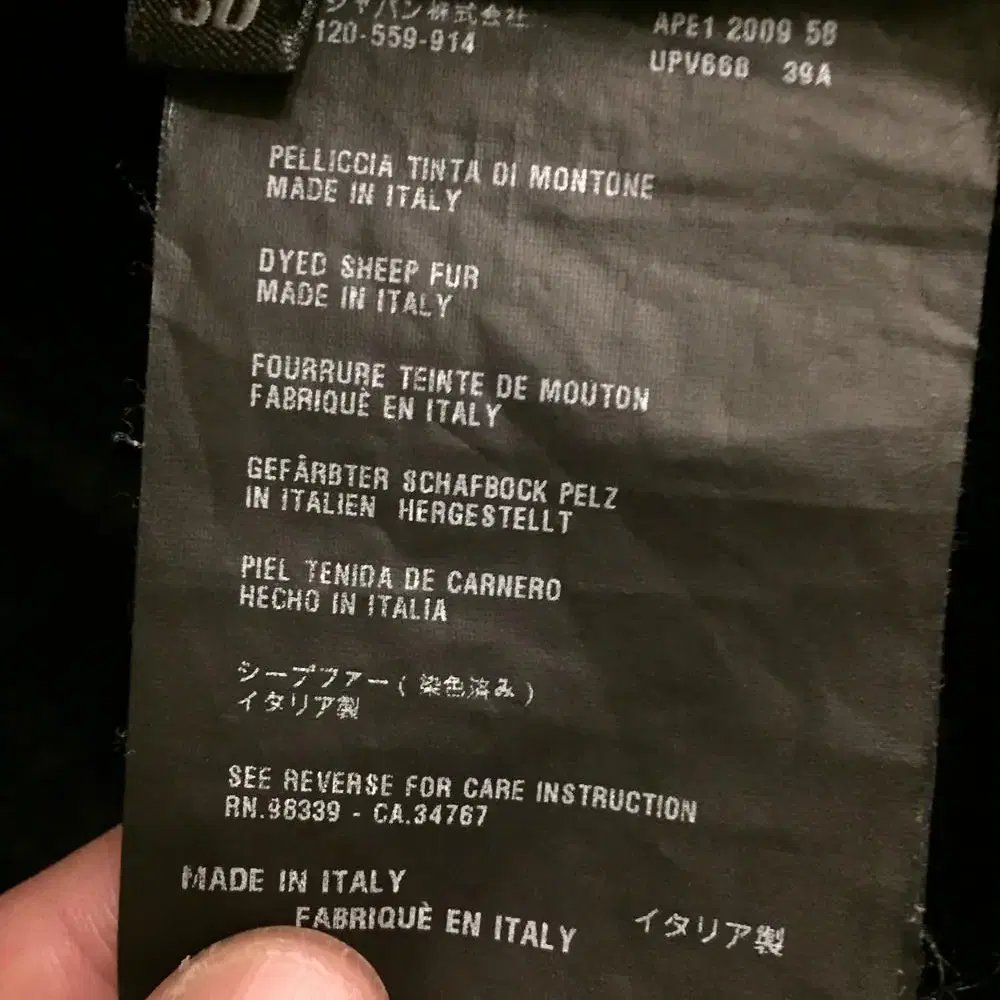 50
ジャパン株式会社
120-559-914
APE1 2009 58
UPV668 39A
PELLICCIA TINTA DI MONTONE
MADE IN ITALY
DYED SHEEP FUR
MADE IN ITALY
FOURRURE TEINTE DE MOUTON
FABRIQUÈ EN ITALY
GEFÄRBTER SCHAFBOCK PELZ
IN ITALIEN HERGESTELLT
PIEL TENIDA DE CARNERO
HECHO IN ITALIA
シープファー( 染色済み )
イタリア製
SEE REVERSE FOR CARE INSTRUCTION
RN.98339 - CA.34767
MADE IN ITALY
FABRIQUÈ EN ITALY
イタリア製